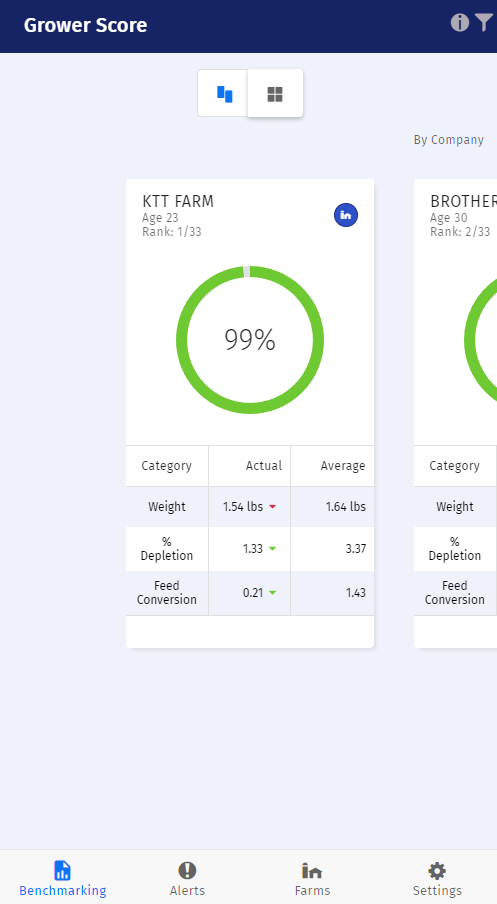 Grower Score
By Company
KTT FARM
Age 23
Rank: 1/33
99%
Category Actual Average
Weight 1.54 lbs 1.64 lbs
%
Depletion 1.33 3.37
Feed
Conversion 0.21 1.43
BROTHER
Age 30
Rank: 2/33
Category
Weight
%
Depletion
Feed
Conversion
Benchmarking Alerts Farms Settings